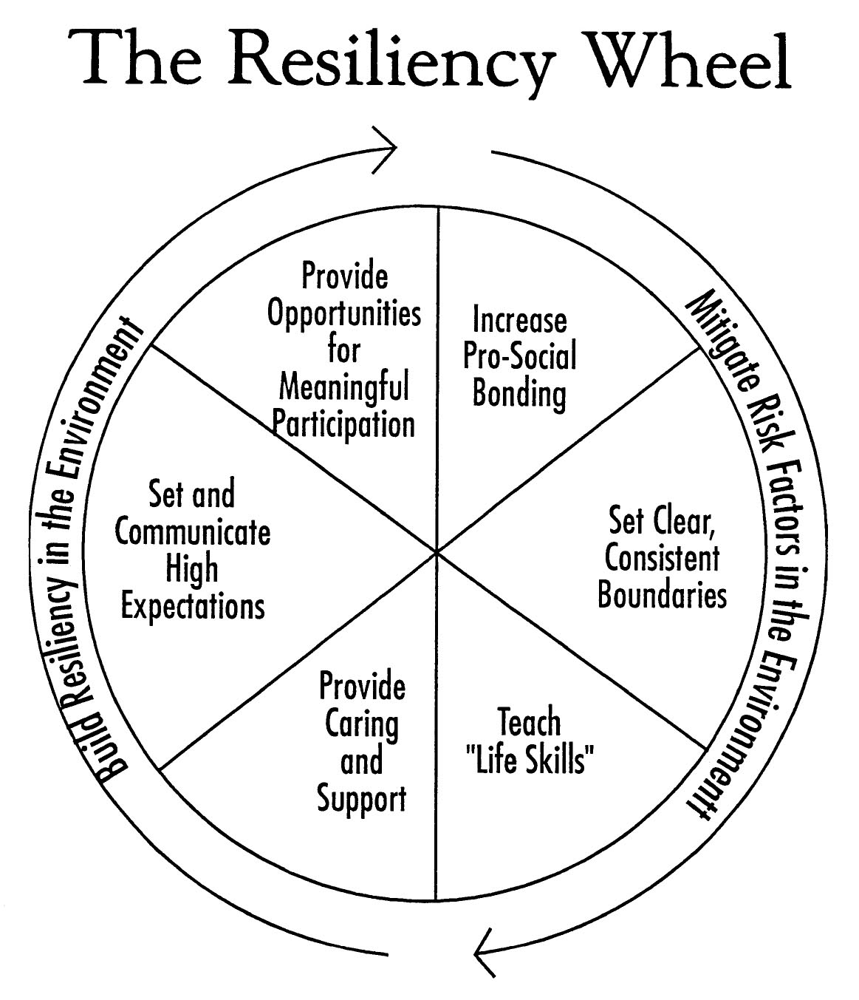 The Resiliency Wheel
Provide
Opportunities
for
Meaningful
Participation
Increase
Pro-Social
Bonding
Set Clear,
Consistent
Boundaries
Teach
"Life Skills"
Provide
Caring
and
Support
Set and
Communicate
High
Expectations
Build Resiliency in the Environment
Mitigate Risk Factors in the Environmentt